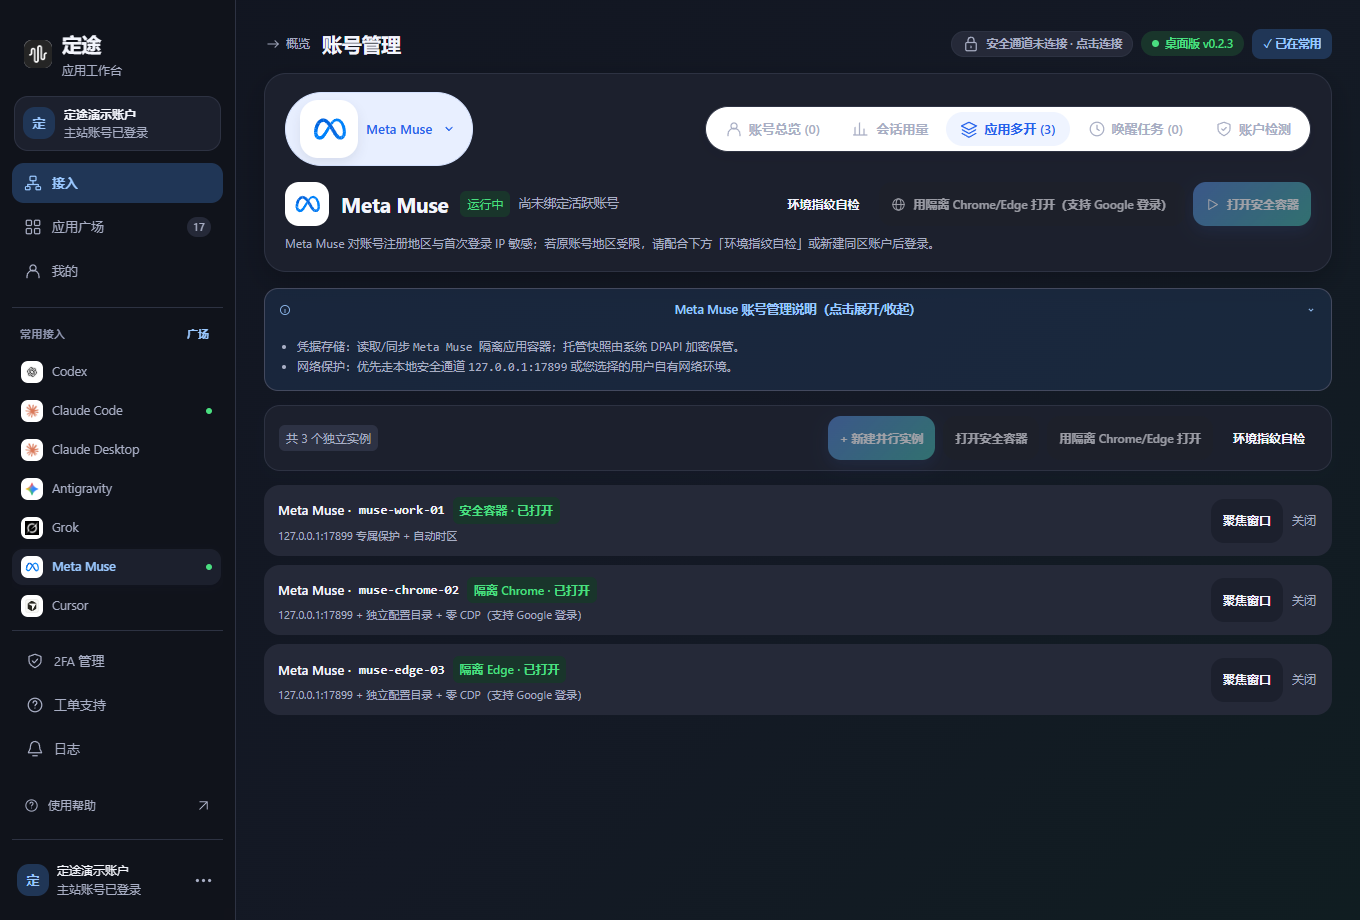 定途
应用工作台
定
定途演示账户
主站账号已登录
接入
应用广场
17
我的
常用接入
广场
Codex
Claude Code
Claude Desktop
Antigravity
Grok
Meta Muse
Cursor
2FA 管理
工单支持
日志
使用帮助
定
定途演示账户
主站账号已登录
→ 概览
账号管理
安全通道未连接 · 点击连接
桌面版 v0.2.3
✓ 已在常用
Meta Muse
账号总览 (0)
会话用量
应用多开 (3)
唤醒任务 (0)
账户检测
Meta Muse
运行中
尚未绑定活跃账号
环境指纹自检
用隔离 Chrome/Edge 打开（支持 Google 登录）
打开安全容器
Meta Muse 对账号注册地区与首次登录 IP 敏感；若原账号地区受限，请配合下方「环境指纹自检」或新建同区账户后登录。
Meta Muse 账号管理说明（点击展开/收起）
• 凭据存储：读取/同步 Meta Muse 隔离应用容器；托管快照由系统 DPAPI 加密保管。
• 网络保护：优先走本地安全通道 127.0.0.1:17899 或您选择的用户自有网络环境。
共 3 个独立实例
+ 新建并行实例
打开安全容器
用隔离 Chrome/Edge 打开
环境指纹自检
Meta Muse · muse-work-01 安全容器 · 已打开
127.0.0.1:17899 专属保护 + 自动时区
聚焦窗口
关闭
Meta Muse · muse-chrome-02 隔离 Chrome · 已打开
127.0.0.1:17899 + 独立配置目录 + 零 CDP（支持 Google 登录）
聚焦窗口
关闭
Meta Muse · muse-edge-03 隔离 Edge · 已打开
127.0.0.1:17899 + 独立配置目录 + 零 CDP（支持 Google 登录）
聚焦窗口
关闭